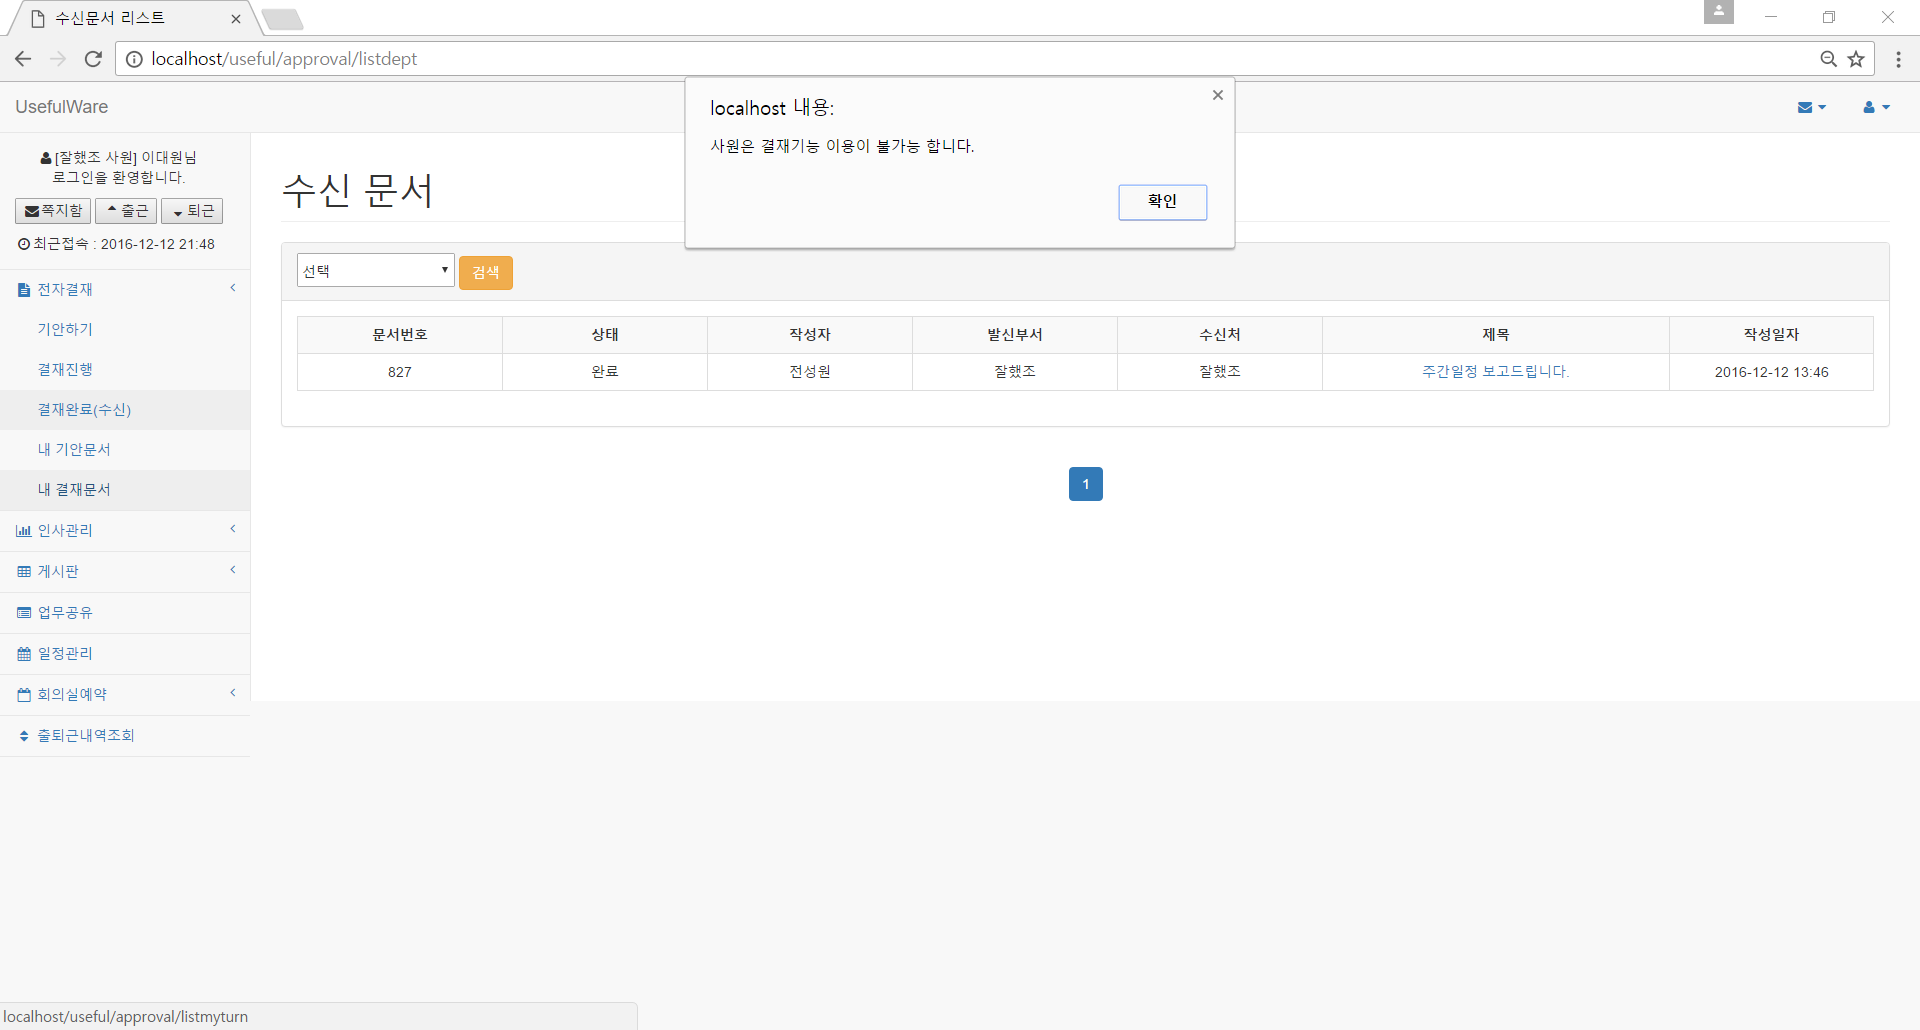 수신문서 리스트
localhost/useful/approval/listdept
UsefulWare
localhost 내용:
사원은 결재기능 이용이 불가능 합니다.
확인
[잘했조 사원] 이대원님
로그인을 환영합니다.
쪽지함 출근 퇴근
최근접속 : 2016-12-12 21:48
전자결재
기안하기
결재진행
결재완료(수신)
내 기안문서
내 결재문서
인사관리
게시판
업무공유
일정관리
회의실예약
출퇴근내역조회
수신 문서
선택 검색
문서번호 상태 작성자 발신부서 수신처 제목 작성일자
827 완료 전성원 잘했조 잘했조 주간일정 보고드립니다. 2016-12-12 13:46
1
localhost/useful/approval/listmyturn